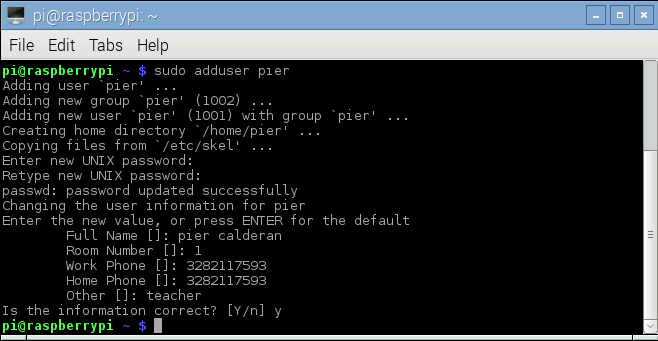 pi@raspberrypi: ~
File Edit Tabs Help
pi@raspberrypi ~ $ sudo adduser pier
Adding user `pier' ...
Adding new group `pier' (1002) ...
Adding new user `pier' (1001) with group `pier' ...
Creating home directory `/home/pier' ...
Copying files from `/etc/skel' ...
Enter new UNIX password:
Retype new UNIX password:
passwd: password updated successfully
Changing the user information for pier
Enter the new value, or press ENTER for the default
Full Name []: pier calderan
Room Number []: 1
Work Phone []: 3282117593
Home Phone []: 3282117593
Other []: teacher
Is the information correct? [Y/n] y
pi@raspberrypi ~ $